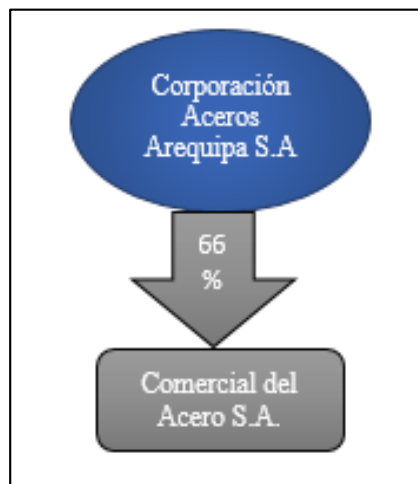 Corporación
Aceros
Arequipa S.A
66
%
Comercial del
Acero S.A.